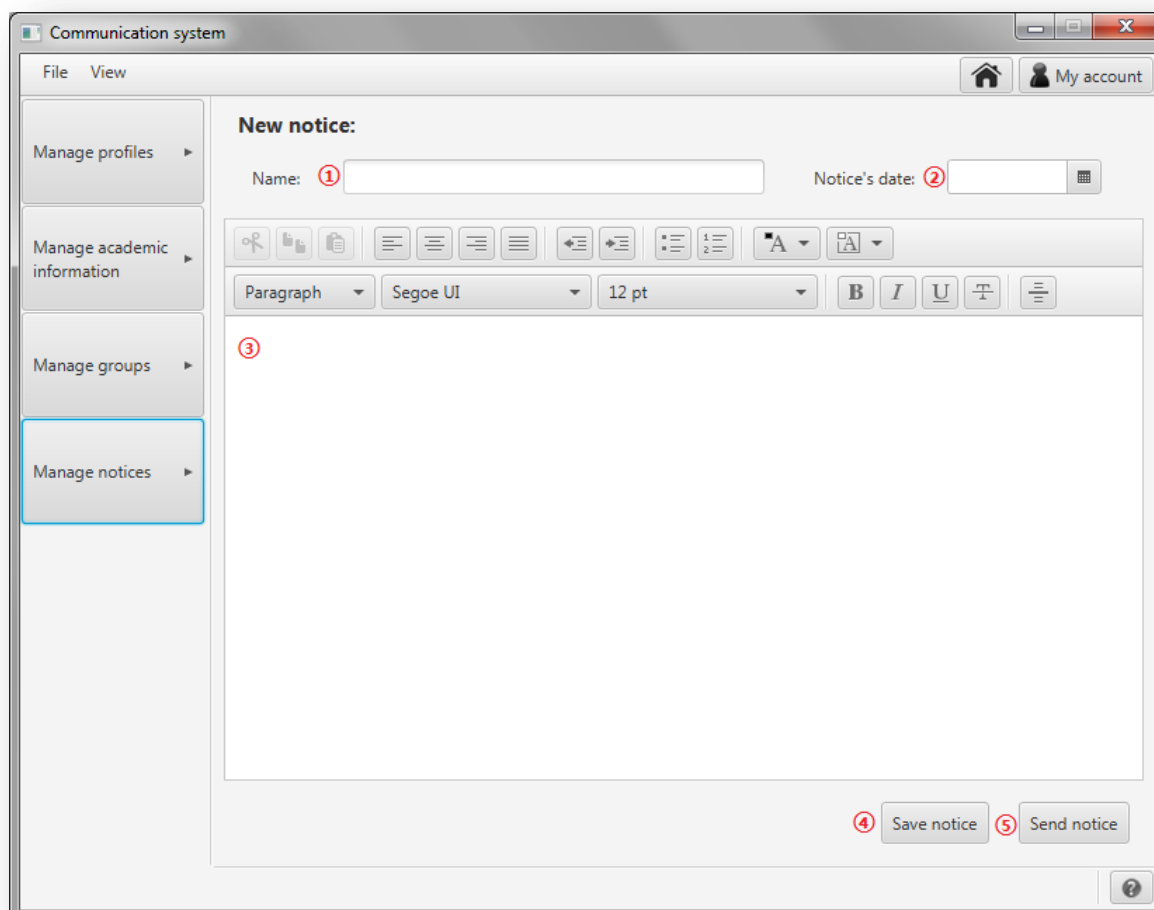 Communication system
File View My account
Manage profiles
Manage academic
information
Manage groups
Manage notices
New notice:
Name: ① Notice's date: ②
A A
Paragraph Segoe UI 12 pt B I U T
③
④ Save notice ⑤ Send notice